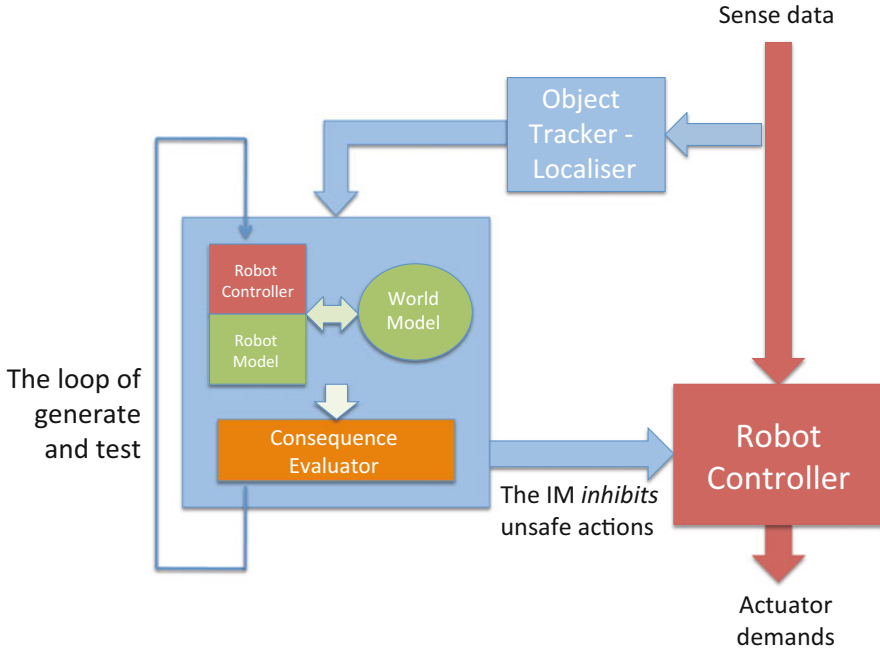 Sense data
Object
Tracker -
Localiser
Robot
Controller
World
Model
Robot
Model
The loop of
generate
and test
Consequence
Evaluator
The IM inhibits
unsafe actions
Robot
Controller
Actuator
demands